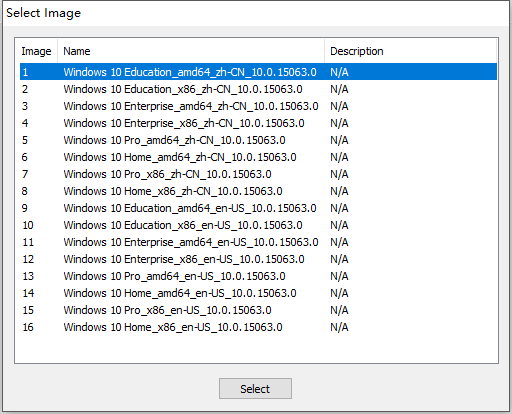 Select Image
Image Name Description
1 Windows 10 Education_amd64_zh-CN_10.0.15063.0 N/A
2 Windows 10 Education_x86_zh-CN_10.0.15063.0 N/A
3 Windows 10 Enterprise_amd64_zh-CN_10.0.15063.0 N/A
4 Windows 10 Enterprise_x86_zh-CN_10.0.15063.0 N/A
5 Windows 10 Pro_amd64_zh-CN_10.0.15063.0 N/A
6 Windows 10 Home_amd64_zh-CN_10.0.15063.0 N/A
7 Windows 10 Pro_x86_zh-CN_10.0.15063.0 N/A
8 Windows 10 Home_x86_zh-CN_10.0.15063.0 N/A
9 Windows 10 Education_amd64_en-US_10.0.15063.0 N/A
10 Windows 10 Education_x86_en-US_10.0.15063.0 N/A
11 Windows 10 Enterprise_amd64_en-US_10.0.15063.0 N/A
12 Windows 10 Enterprise_x86_en-US_10.0.15063.0 N/A
13 Windows 10 Pro_amd64_en-US_10.0.15063.0 N/A
14 Windows 10 Home_amd64_en-US_10.0.15063.0 N/A
15 Windows 10 Pro_x86_en-US_10.0.15063.0 N/A
16 Windows 10 Home_x86_en-US_10.0.15063.0 N/A
Select